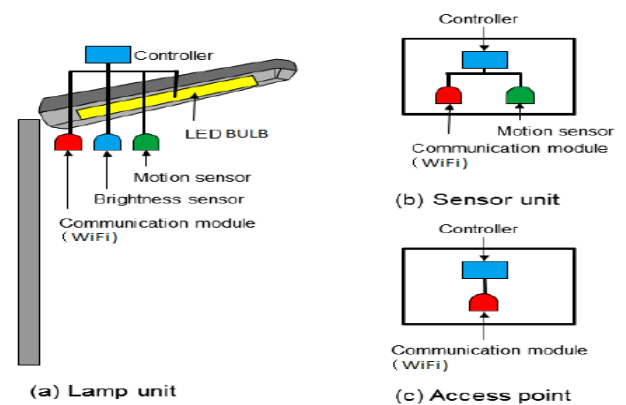 Controller
LED BULB
Motion sensor
Brightness sensor
Communication module
(WiFi)
(a) Lamp unit
Controller
Motion sensor
Communication module
(WiFi)
(b) Sensor unit
Controller
Communication module
(WiFi)
(c) Access point